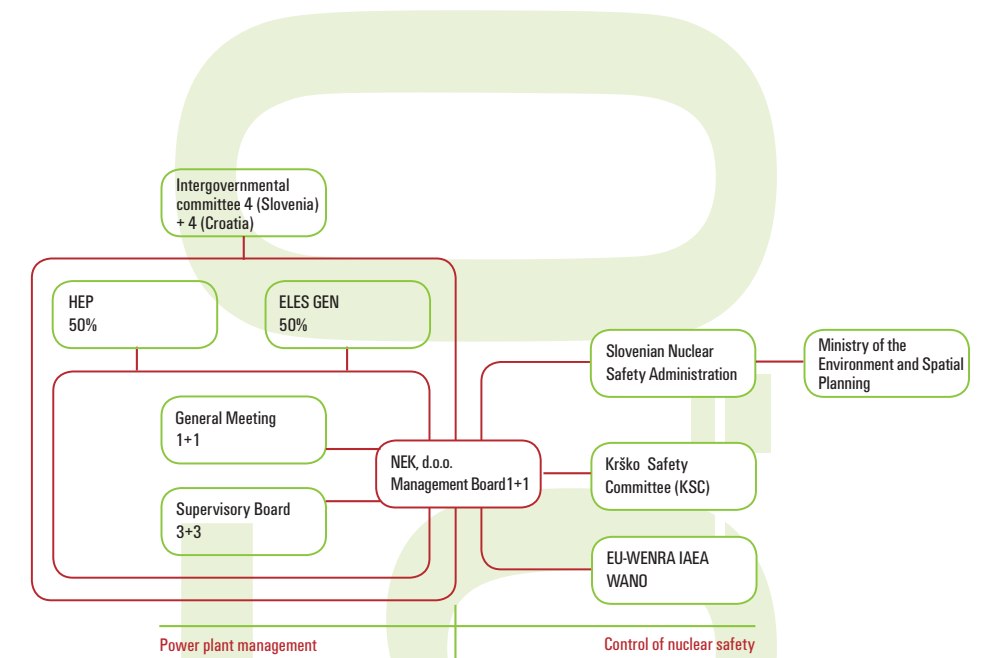 Intergovernmental
committee 4 (Slovenia)
+ 4 (Croatia)
HEP
50%
ELES GEN
50%
General Meeting
1+1
Supervisory Board
3+3
NEK, d.o.o.
Management Board1+1
Slovenian Nuclear
Safety Administration
Ministry of the
Environment and Spatial
Planning
Krško Safety
Committee (KSC)
EU-WENRA IAEA
WANO
Power plant management
Control of nuclear safety